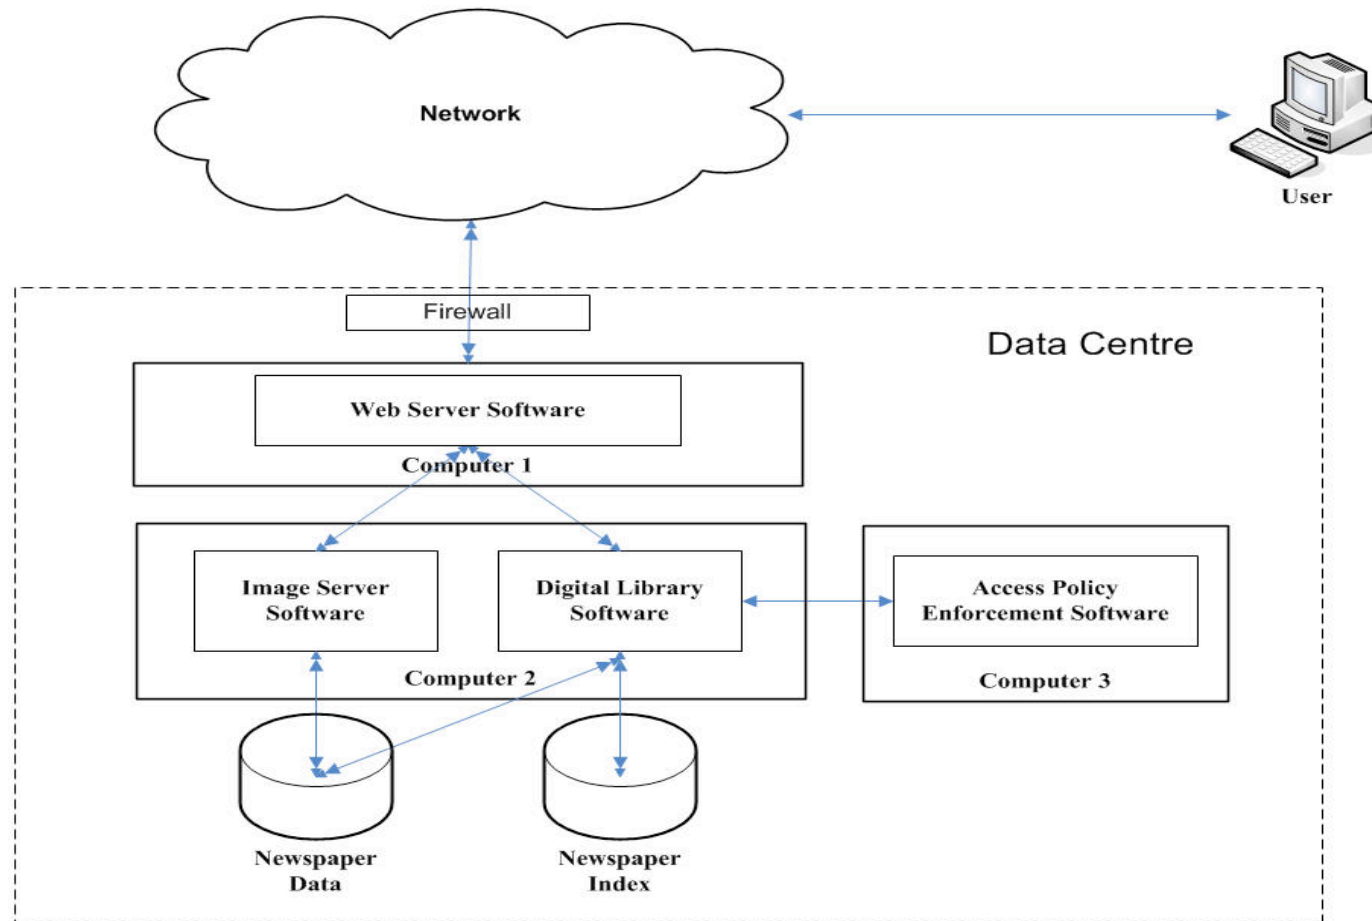 Network
User
Firewall
Data Centre
Web Server Software
Computer 1
Image Server
Software
Digital Library
Software
Access Policy
Enforcement Software
Computer 2
Computer 3
Newspaper
Data
Newspaper
Index